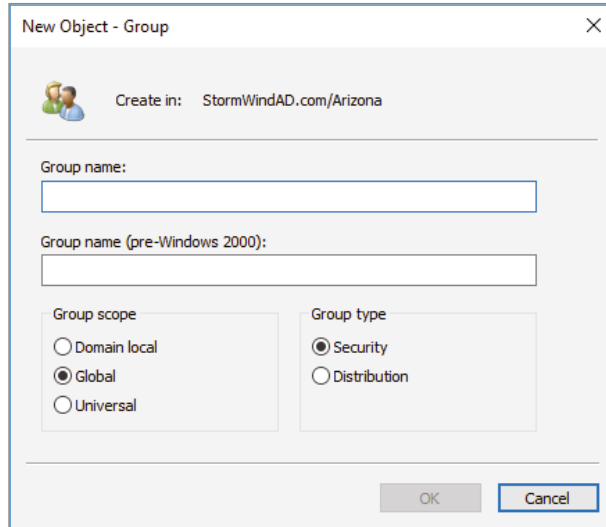 New Object - Group
Create in: StormWindAD.com/Arizona
Group name:
Group name (pre-Windows 2000):
Group scope
Domain local
Global
Universal
Group type
Security
Distribution
OK
Cancel